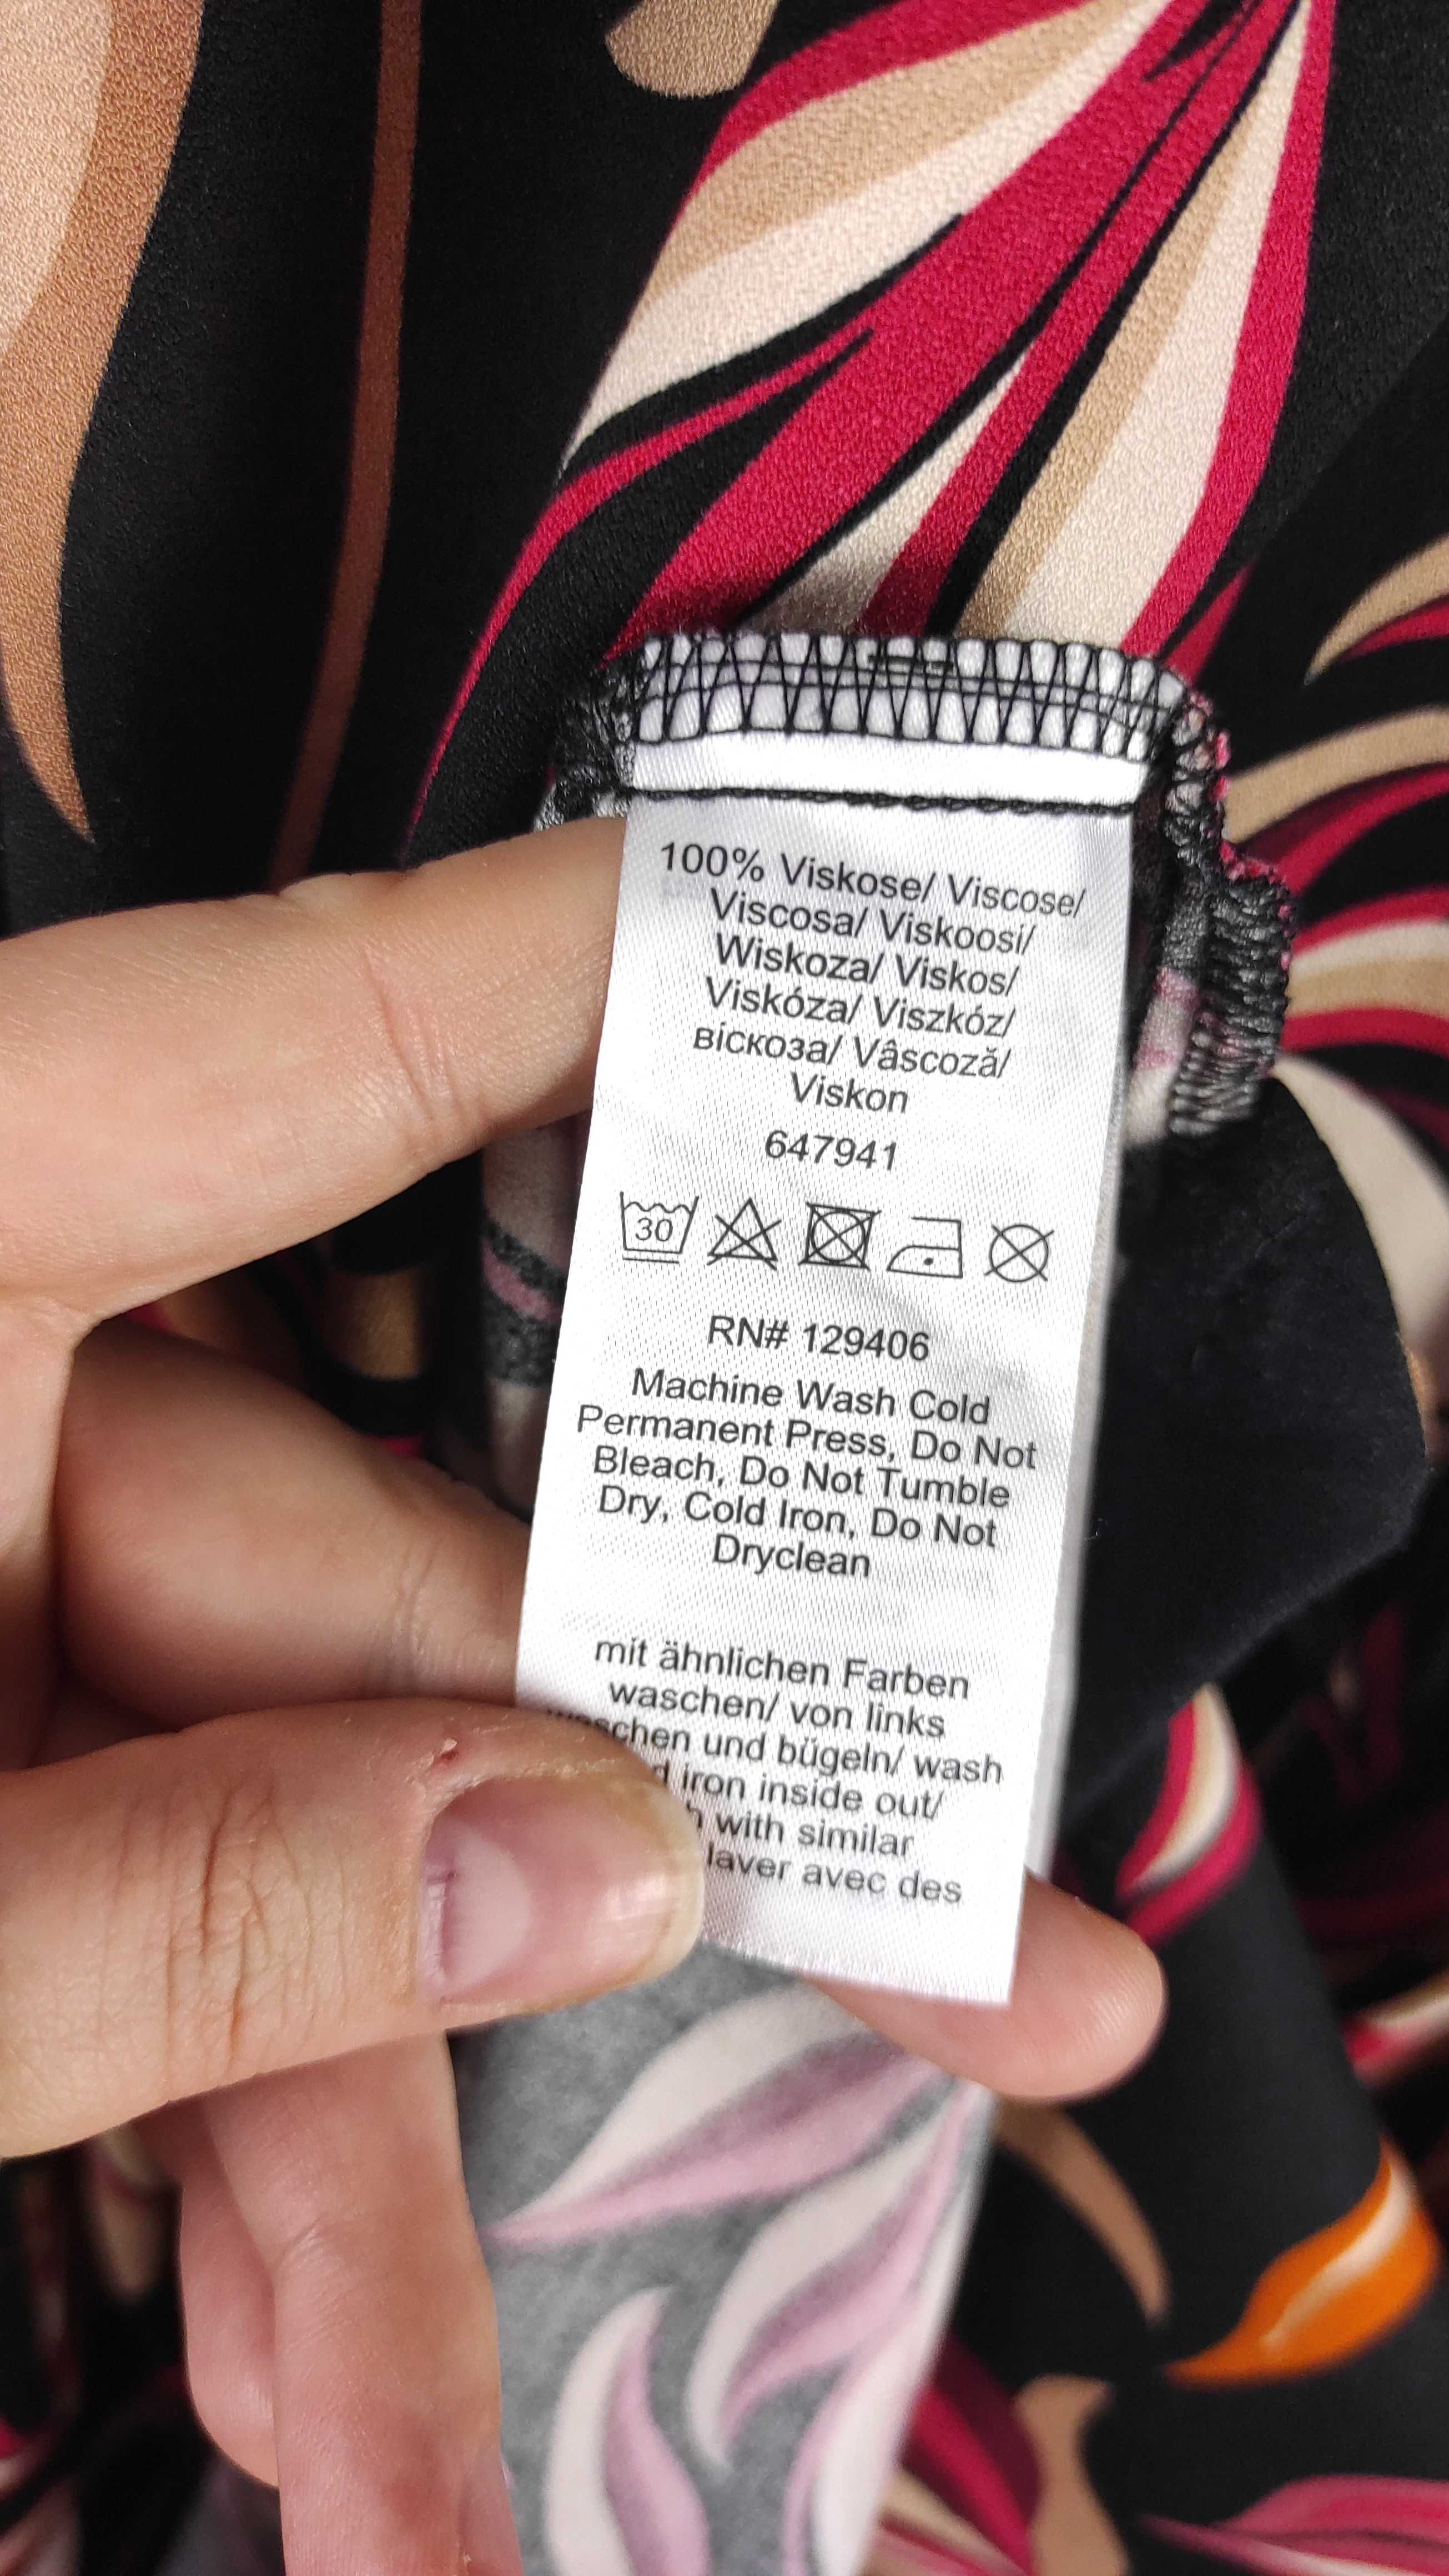 100% Viskose/ Viscose/
Viscosa/ Viskoosi/
Wiskoza/ Viskos/
Viskóza/ Viszkóz/
віскоза/ Vâscoză/
Viskon
647941
30
RN# 129406
Machine Wash Cold
Permanent Press, Do Not
Bleach, Do Not Tumble
Dry, Cold Iron, Do Not
Dryclean
mit ähnlichen Farben
waschen/ von links
und bügeln/ wash
iron inside out/
with similar
laver avec des